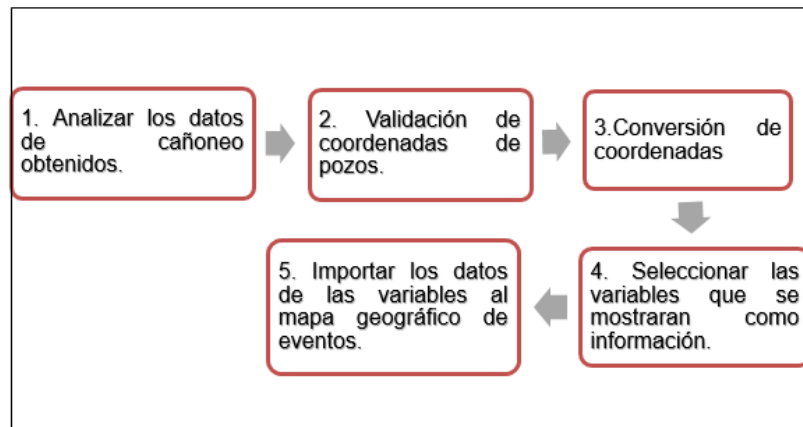 1. Analizar los datos
de cañoneo
obtenidos.
2. Validación de
coordenadas de
pozos.
3.Conversión de
coordenadas
4. Seleccionar las
variables que se
mostraran como
información.
5. Importar los datos
de las variables al
mapa geográfico de
eventos.